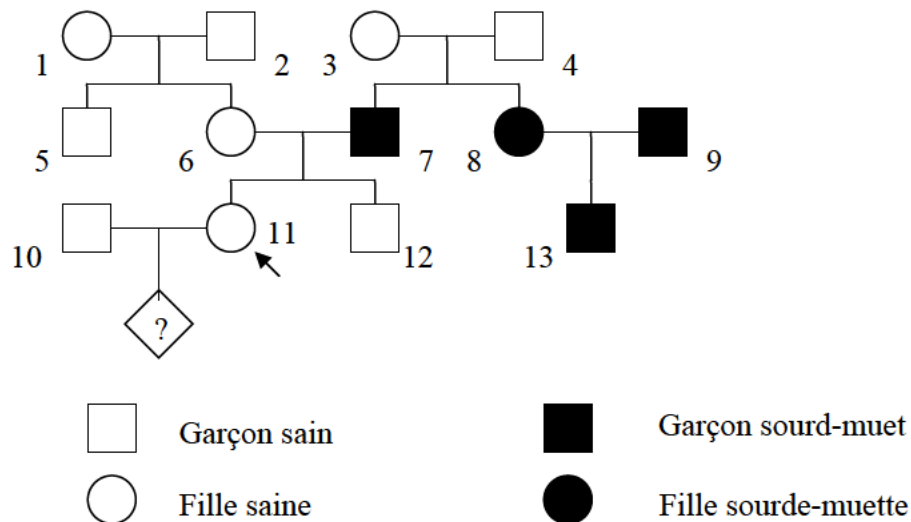 1 2 3 4
5 6 7 8 9
10 11 12 13
?
Garçon sain Garçon sourd-muet
Fille saine Fille sourde-muette